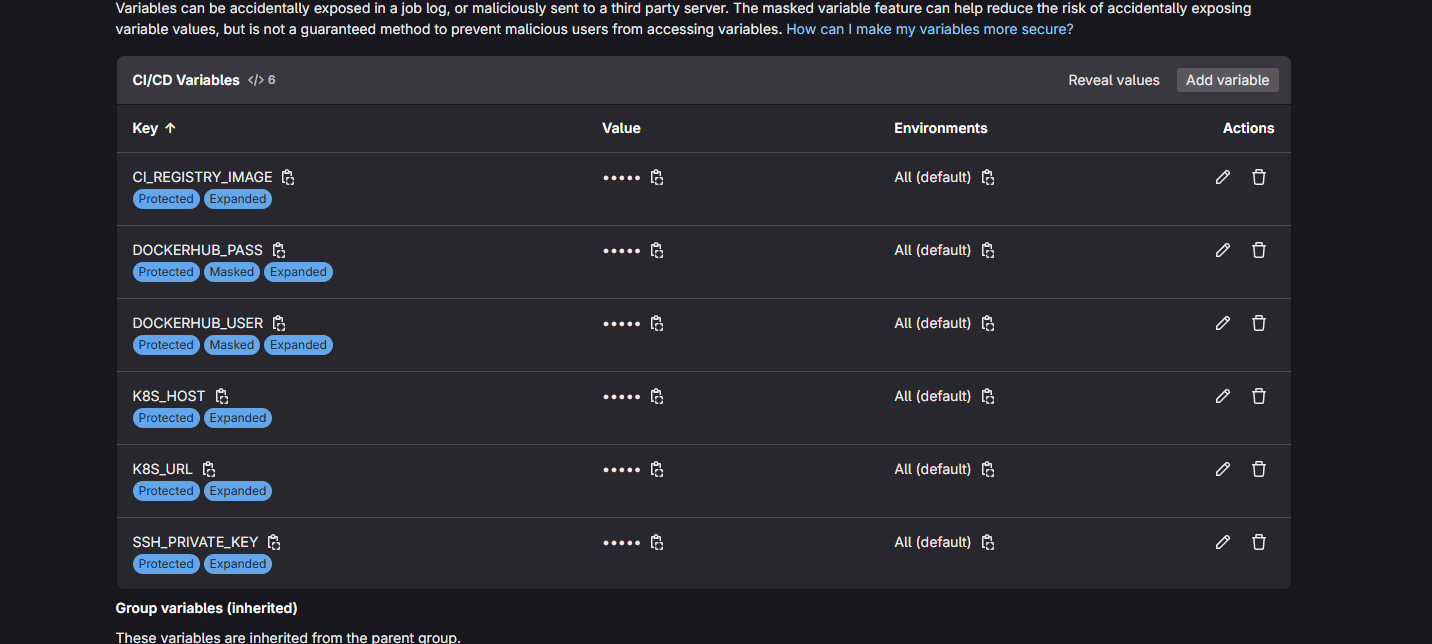 Variables can be accidentally exposed in a job log, or maliciously sent to a third party server. The masked variable feature can help reduce the risk of accidentally exposing
variable values, but is not a guaranteed method to prevent malicious users from accessing variables. How can I make my variables more secure?
CI/CD Variables </> 6 Reveal values Add variable
Key ↑ Value Environments Actions
CI_REGISTRY_IMAGE ••••• All (default)
Protected Expanded
DOCKERHUB_PASS ••••• All (default)
Protected Masked Expanded
DOCKERHUB_USER ••••• All (default)
Protected Masked Expanded
K8S_HOST ••••• All (default)
Protected Expanded
K8S_URL ••••• All (default)
Protected Expanded
SSH_PRIVATE_KEY ••••• All (default)
Protected Expanded
Group variables (inherited)
These variables are inherited from the parent group.